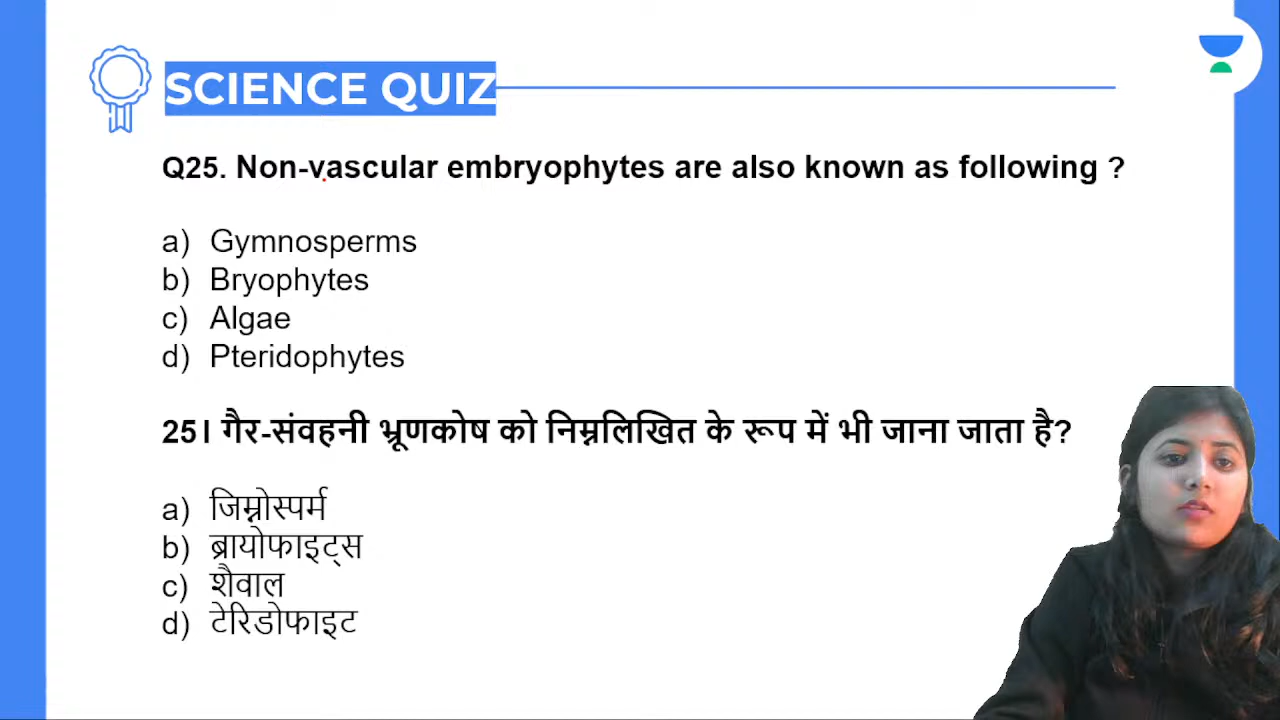 SCIENCE QUIZ
Q25. Non-vascular embryophytes are also known as following ?
a) Gymnosperms
b) Bryophytes
c) Algae
d) Pteridophytes
25। गैर-संवहनी भ्रूणकोष को निम्नलिखित के रूप में भी जाना जाता है?
a) जिम्नोस्पर्म
b) ब्रायोफाइट्स
c) शैवाल
d) टेरिडोफाइट